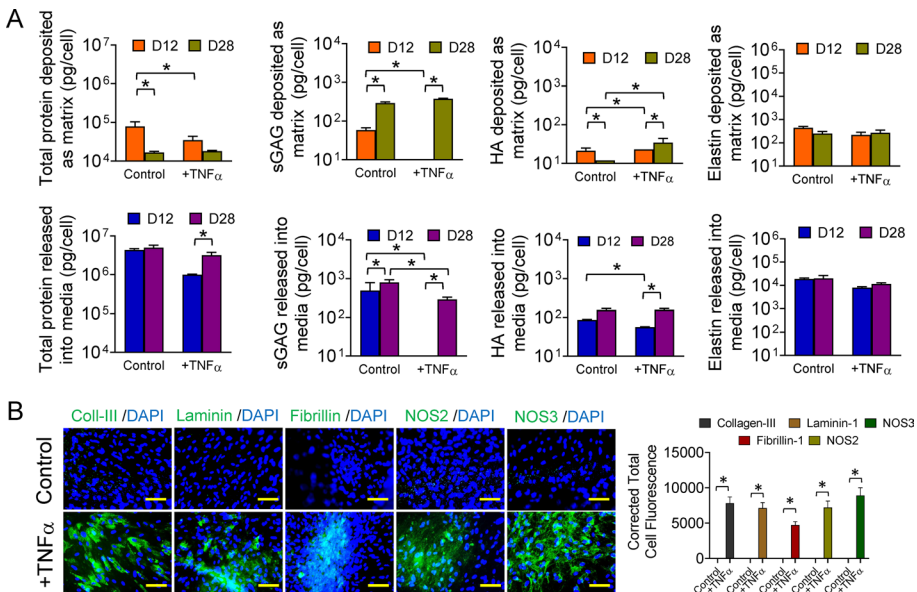 A
Total protein deposited
as matrix (pg/cell)
10⁷
10⁶
10⁵
10⁴
D12 D28
*
*
Control +TNFα
sGAG deposited as
matrix (pg/cell)
10⁴
10³
10²
10¹
D12 D28
*
*
*
Control +TNFα
HA deposited as
matrix (pg/cell)
10⁴
10³
10²
10¹
D12 D28
*
*
*
*
Control +TNFα
Elastin deposited as
matrix (pg/cell)
10⁷
10⁶
10⁵
10⁴
10³
10²
10¹
D12 D28
Control +TNFα
Total protein released
into media (pg/cell)
10⁷
10⁶
10⁵
10⁴
D12 D28
*
Control +TNFα
sGAG released into
media (pg/cell)
10⁴
10³
10²
10¹
D12 D28
*
*
*
*
Control +TNFα
HA released into
media (pg/cell)
10⁴
10³
10²
10¹
D12 D28
*
*
Control +TNFα
Elastin released into
media (pg/cell)
10⁶
10⁵
10⁴
10³
10²
10¹
D12 D28
Control +TNFα
B
Coll-III /DAPI Laminin /DAPI Fibrillin /DAPI NOS2 /DAPI NOS3 /DAPI
Control
+TNFα
Collagen-III Laminin-1 NOS3
Fibrillin-1 NOS2
Corrected Total
Cell Fluorescence
15000
10000
5000
0
* * * * *
Control +TNFα Control +TNFα Control +TNFα Control +TNFα Control +TNFα